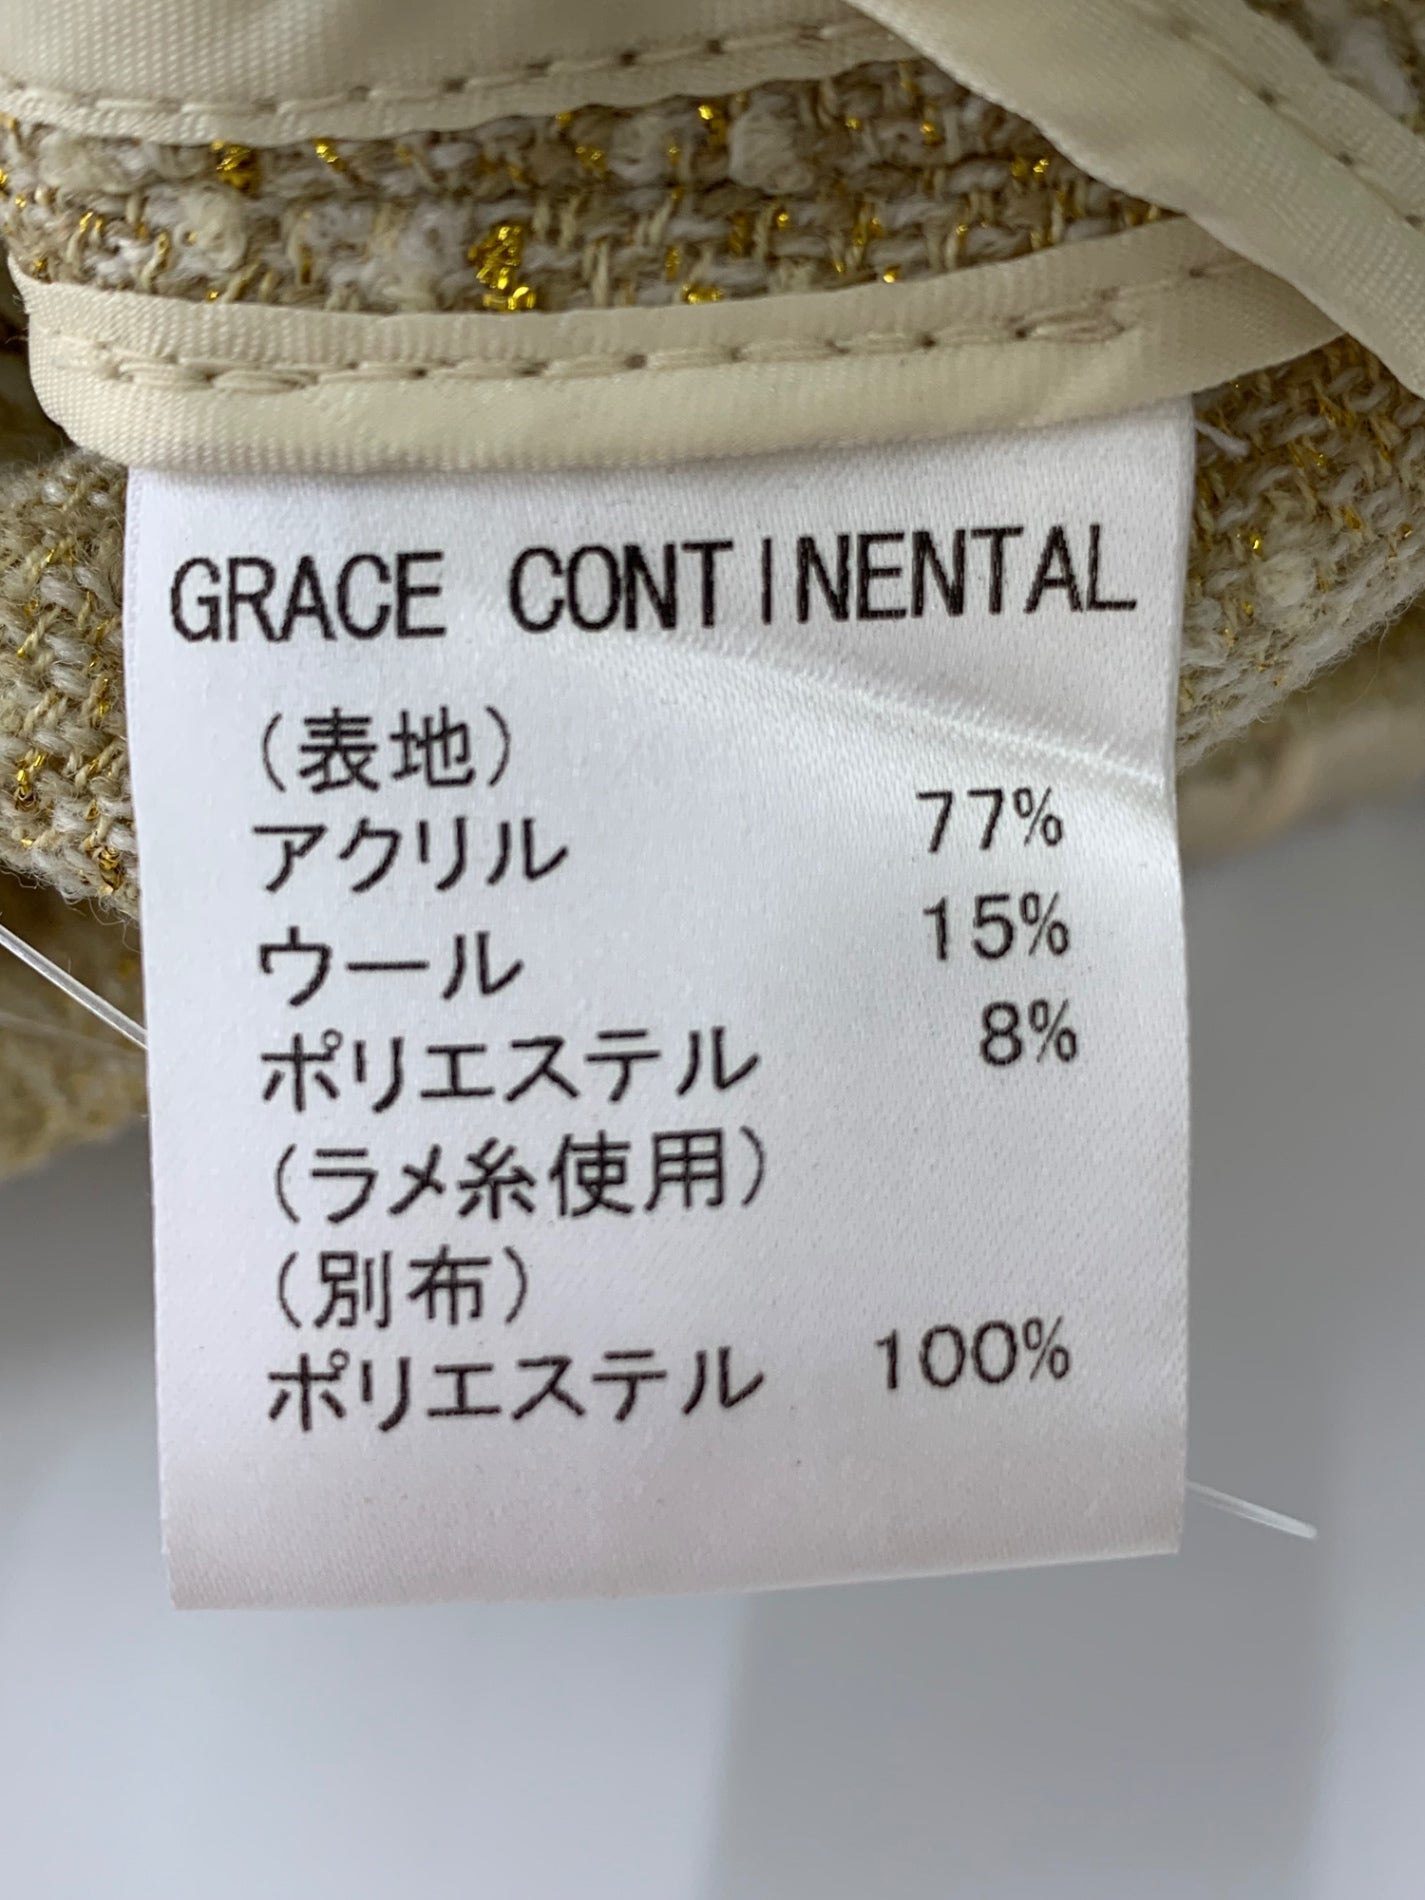 GRACE CONTINENTAL
(表地)
アクリル 77%
ウール 15%
ポリエステル 8%
(ラメ糸使用)
(別布)
ポリエステル 100%